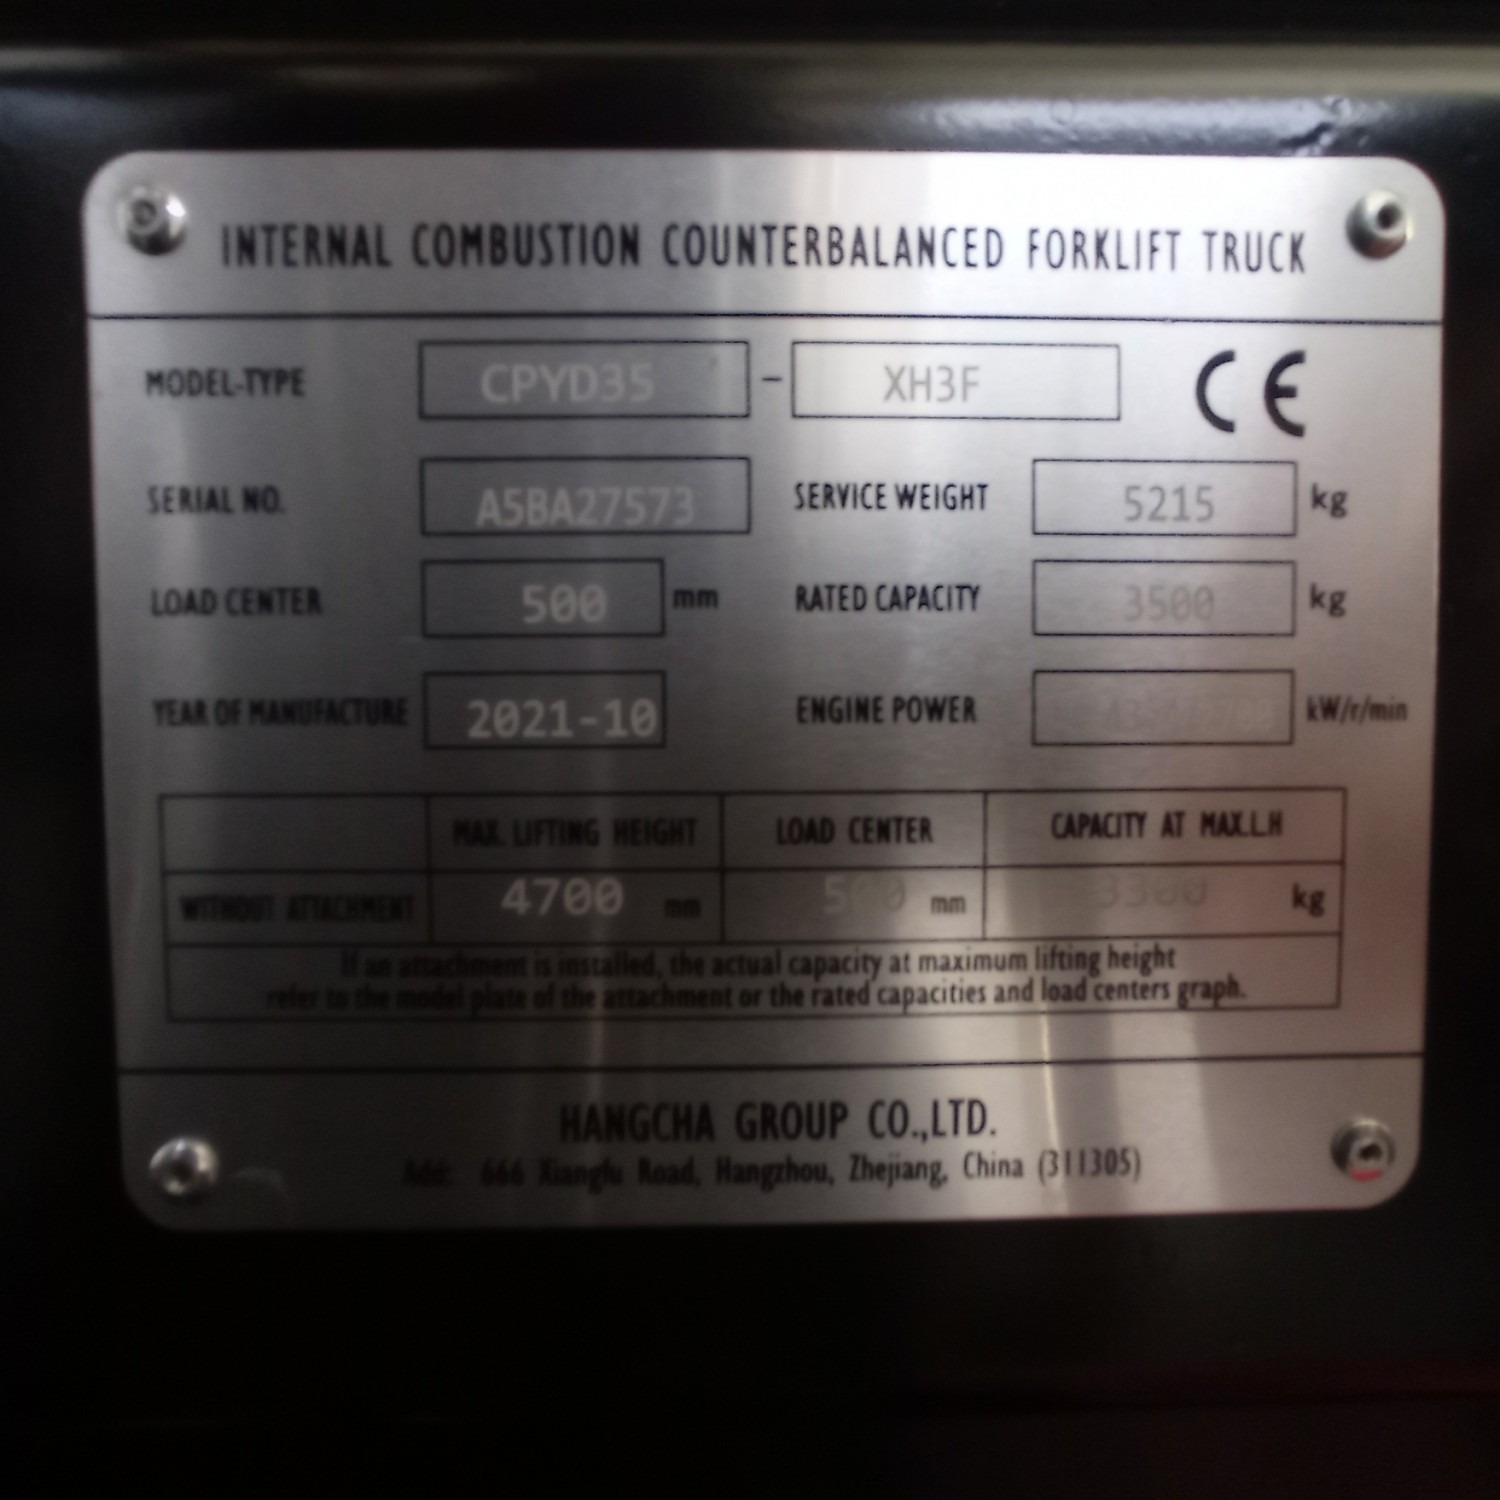 INTERNAL COMBUSTION COUNTERBALANCED FORKLIFT TRUCK
MODEL-TYPE CPYD35 - XH3F CE
SERIAL NO. A5BA27573 SERVICE WEIGHT 5215 kg
LOAD CENTER 500 mm RATED CAPACITY 3500 kg
YEAR OF MANUFACTURE 2021-10 ENGINE POWER kW/r/min
MAX. LIFTING HEIGHT LOAD CENTER CAPACITY AT MAX.L.H
WITHOUT ATTACHMENT 4700 mm 500 mm 3300 kg
If an attachment is installed, the actual capacity at maximum lifting height
refer to the model plate of the attachment or the rated capacities and load centers graph.
HANGCHA GROUP CO.,LTD.
Add: 666 Xiangfu Road, Hangzhou, Zhejiang, China (311305)